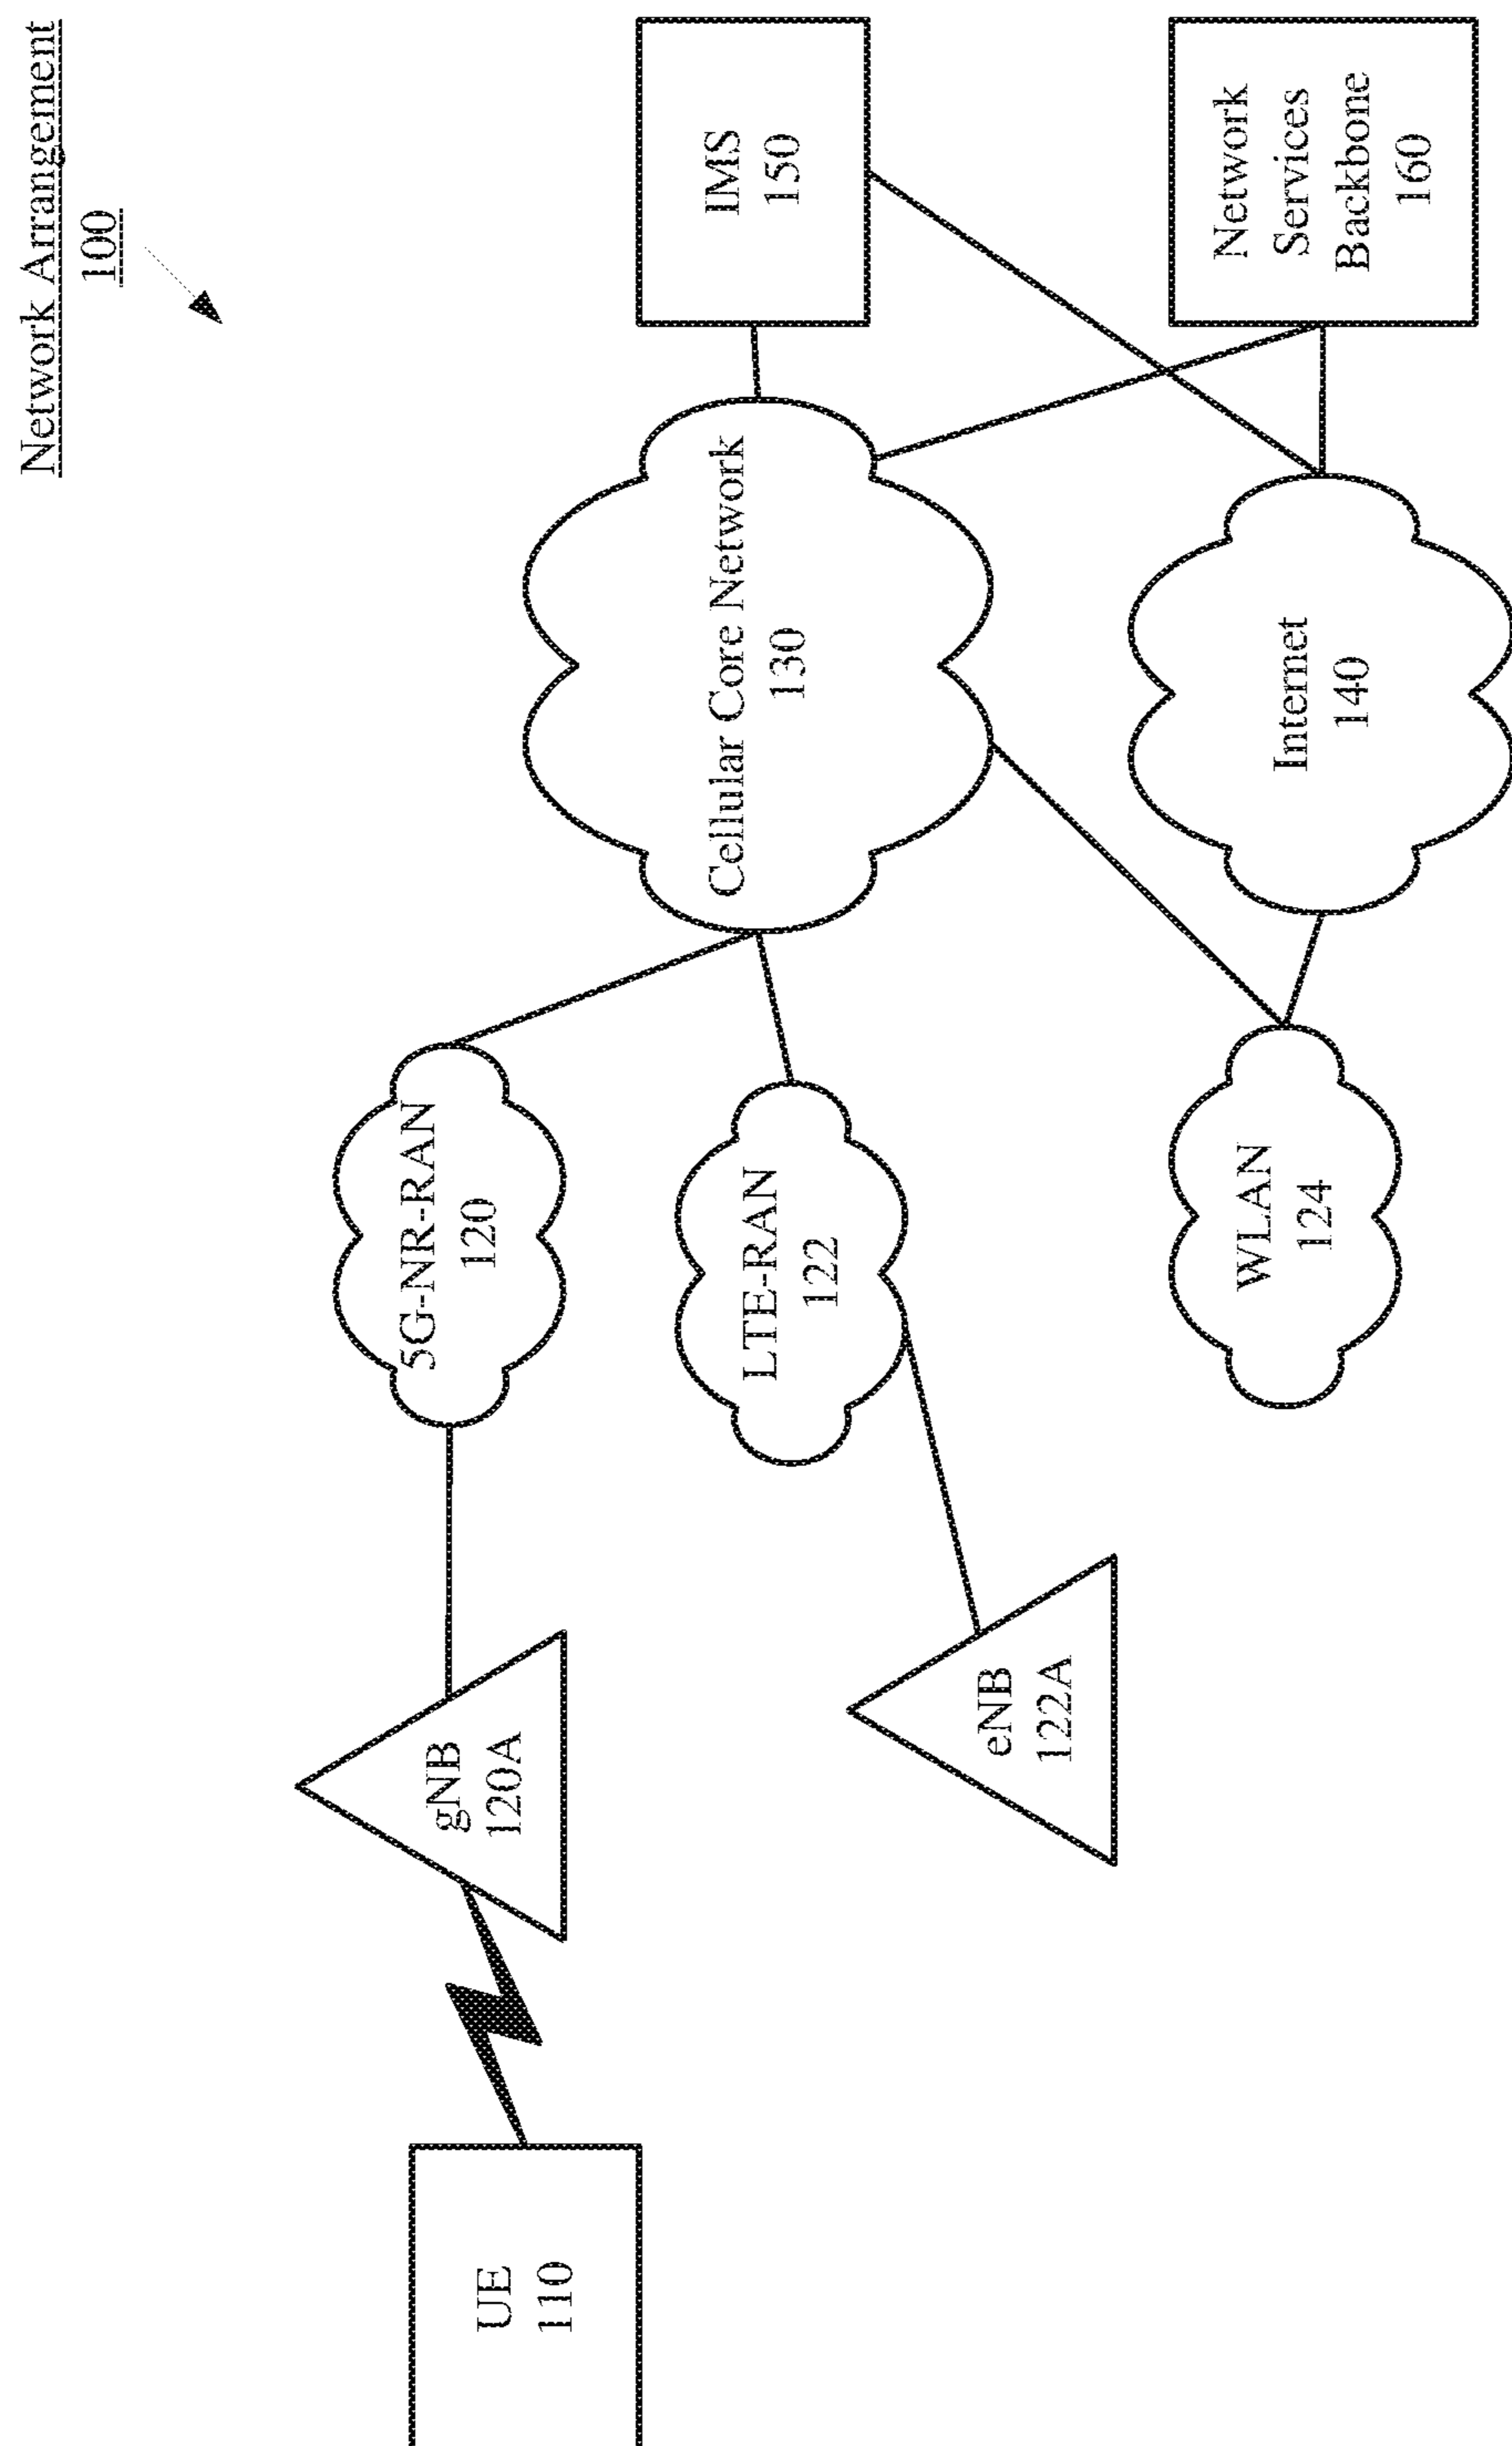 Network Arrangement
100
UE
110
gNB
120A
5G-NR-RAN
120
eNB
122A
LTE-RAN
122
WLAN
124
Cellular Core Network
130
Internet
140
IMS
150
Network
Services
Backbone
160